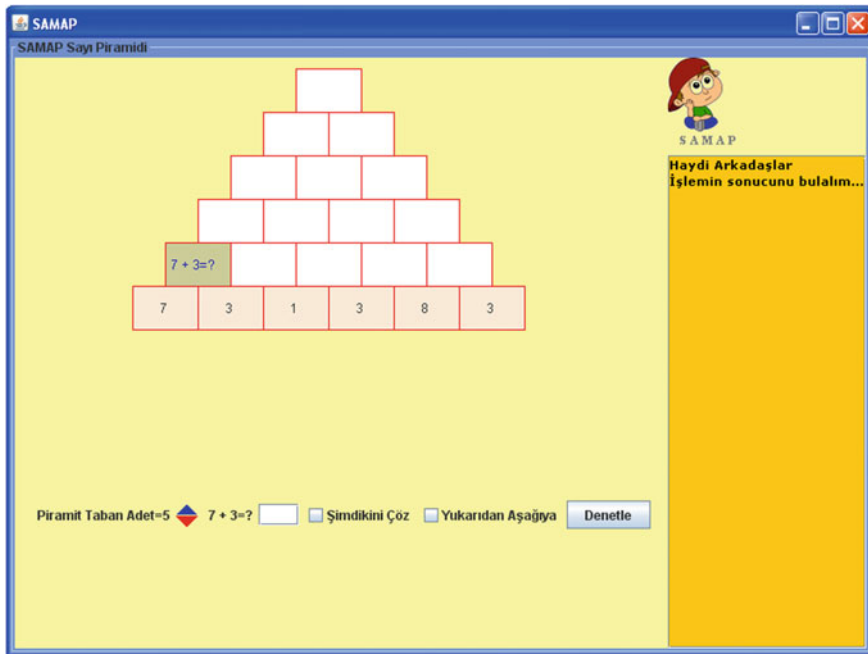 SAMAP
SAMAP Sayı Piramidi
SAMAP
Haydi Arkadaşlar
İşlemin sonucunu bulalım...
7 + 3=?
7 3 1 3 8 3
Piramit Taban Adet=5 7 + 3=? Şimdikini Çöz Yukarıdan Aşağıya Denetle